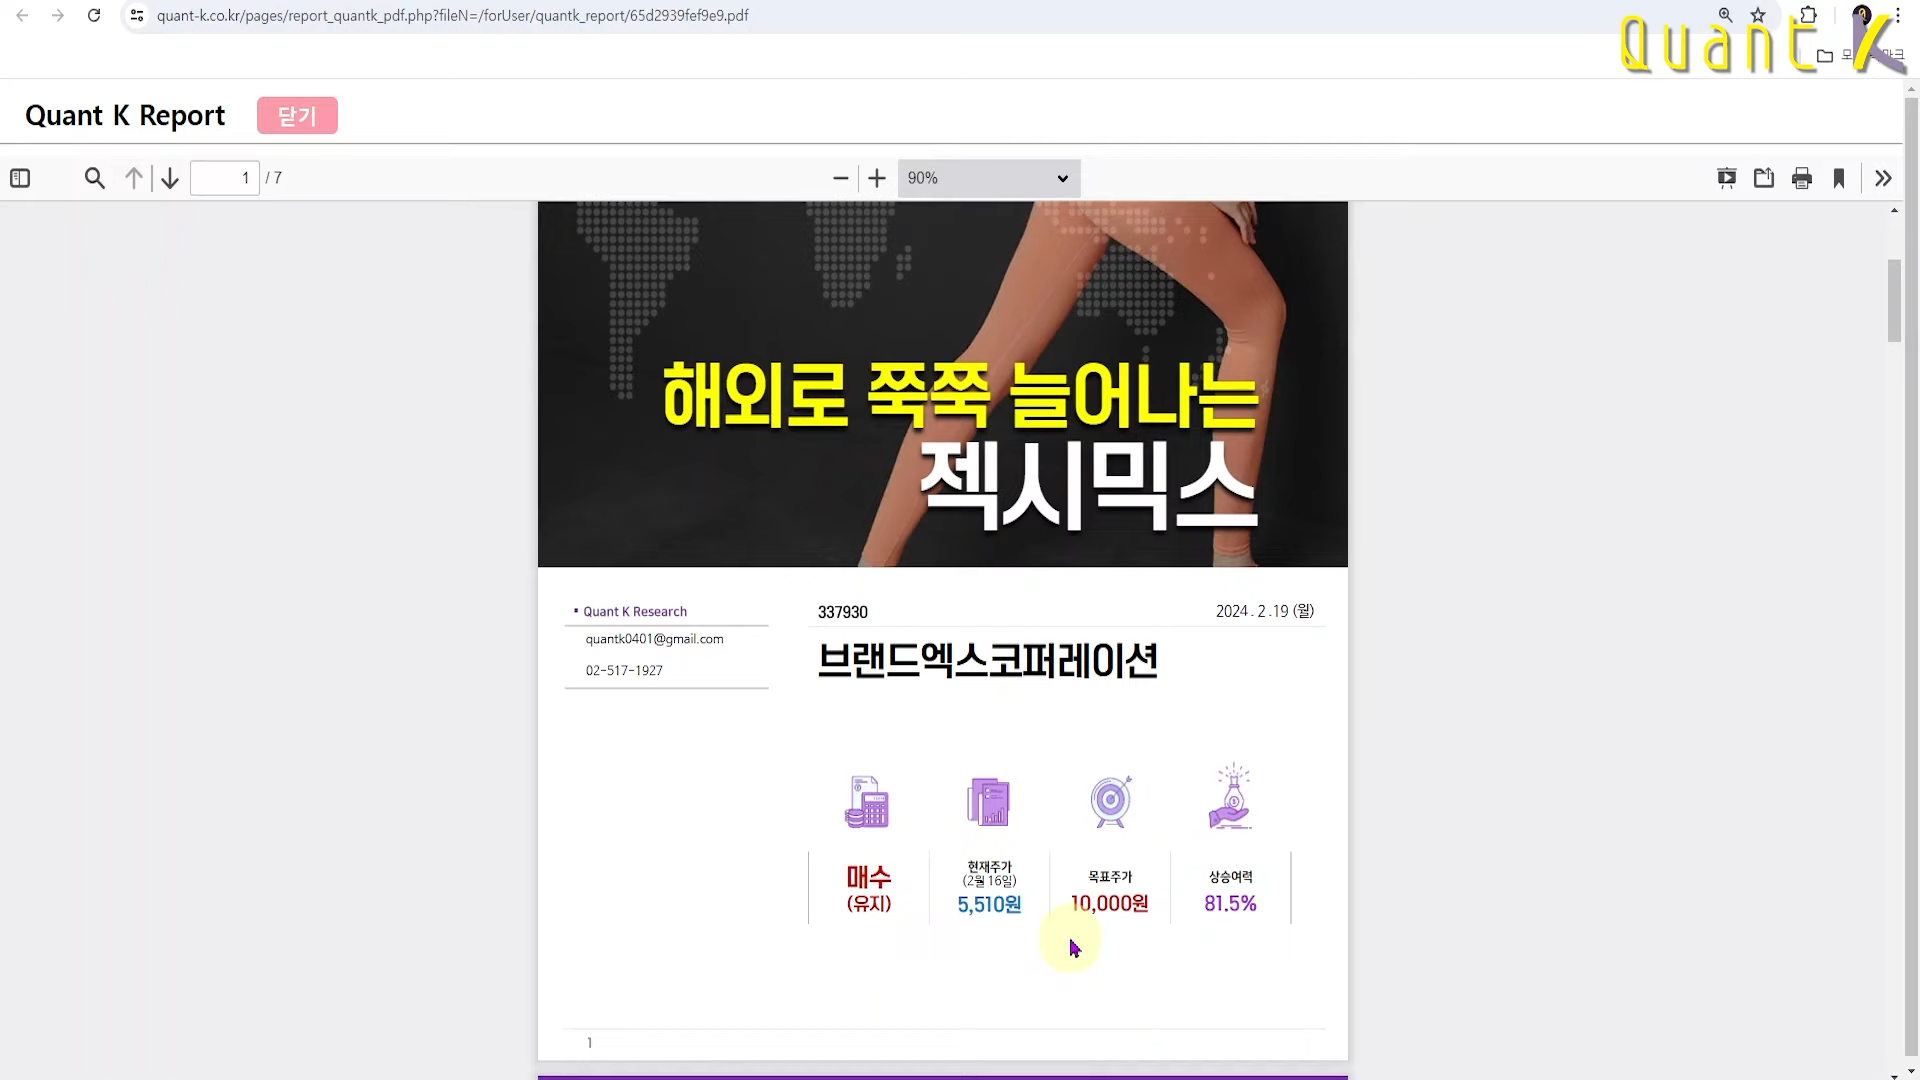 quant-k.co.kr/pages/report_quantk_pdf.php?fileN=/forUser/quantk_report/65d2939fef9e9.pdf
Quant K
Quant K Report
닫기
1 / 7
90%
해외로 쭉쭉 늘어나는
젝시믹스
Quant K Research
quantk0401@gmail.com
02-517-1927
337930
2024.2.19 (월)
브랜드엑스코퍼레이션
매수
(유지)
현재주가
(2월 16일)
5,510원
목표주가
10,000원
상승여력
81.5%
1